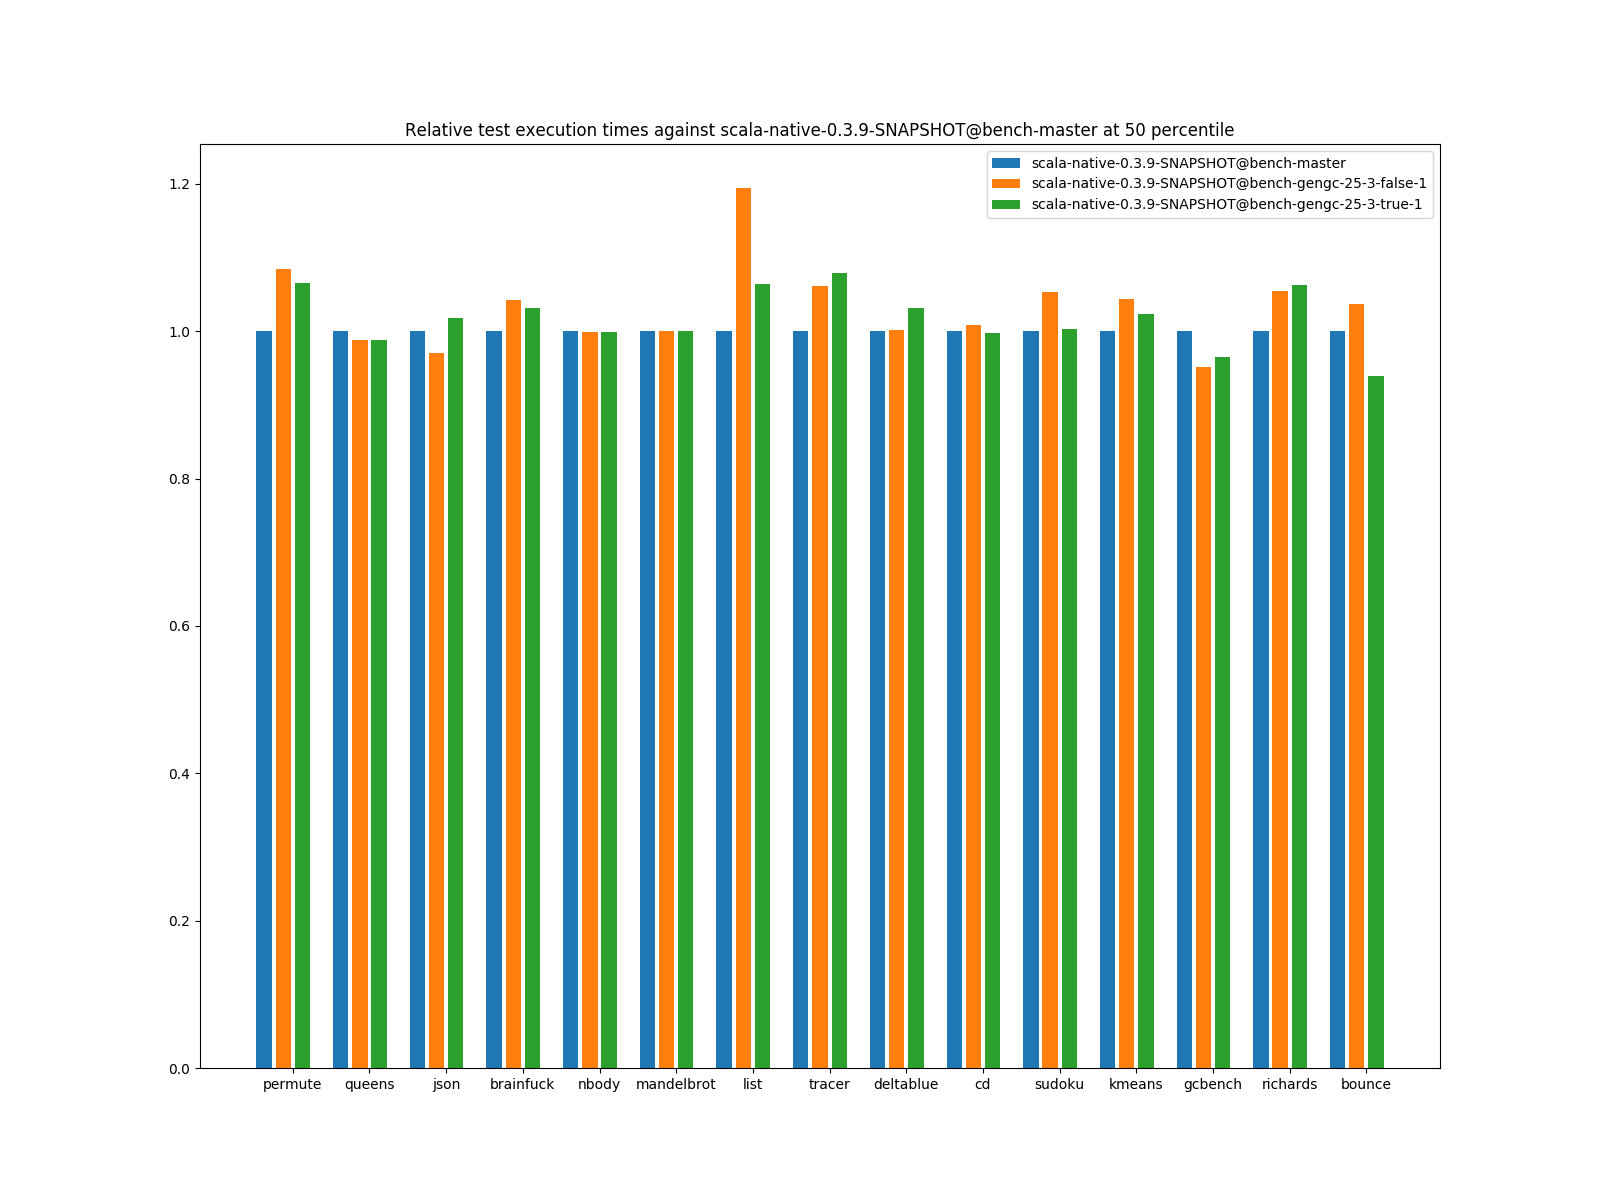 Relative test execution times against scala-native-0.3.9-SNAPSHOT@bench-master at 50 percentile
scala-native-0.3.9-SNAPSHOT@bench-master
scala-native-0.3.9-SNAPSHOT@bench-gengc-25-3-false-1
scala-native-0.3.9-SNAPSHOT@bench-gengc-25-3-true-1
1.2
1.0
0.8
0.6
0.4
0.2
0.0
permute queens json brainfuck nbody mandelbrot list tracer deltablue cd sudoku kmeans gcbench richards bounce